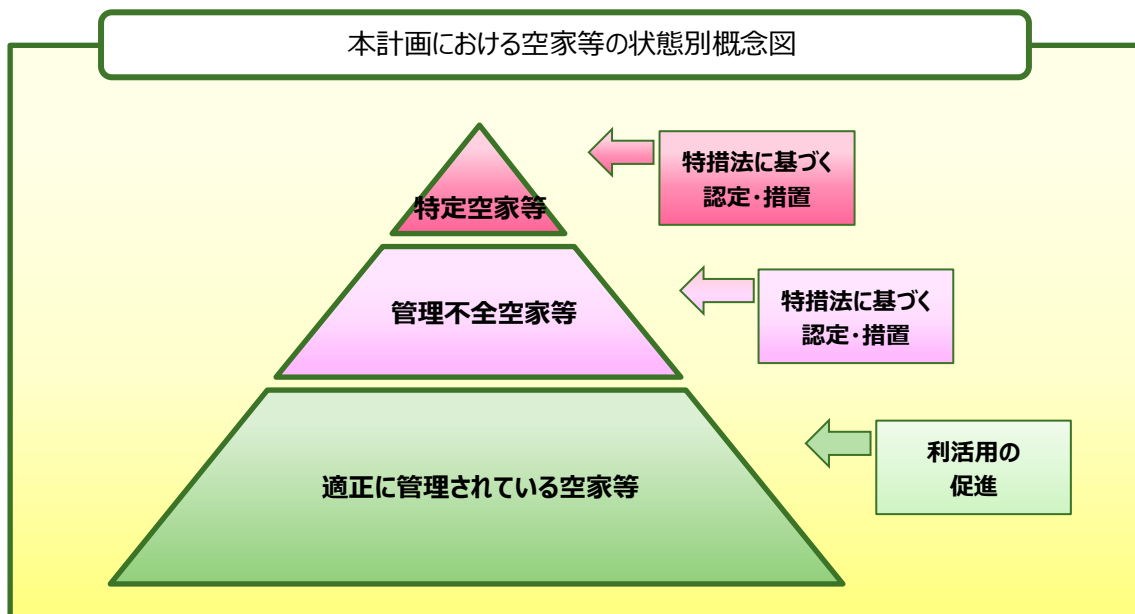 本計画における空家等の状態別概念図
特定空家等
特措法に基づく
認定・措置
管理不全空家等
特措法に基づく
認定・措置
適正に管理されている空家等
利活用の
促進